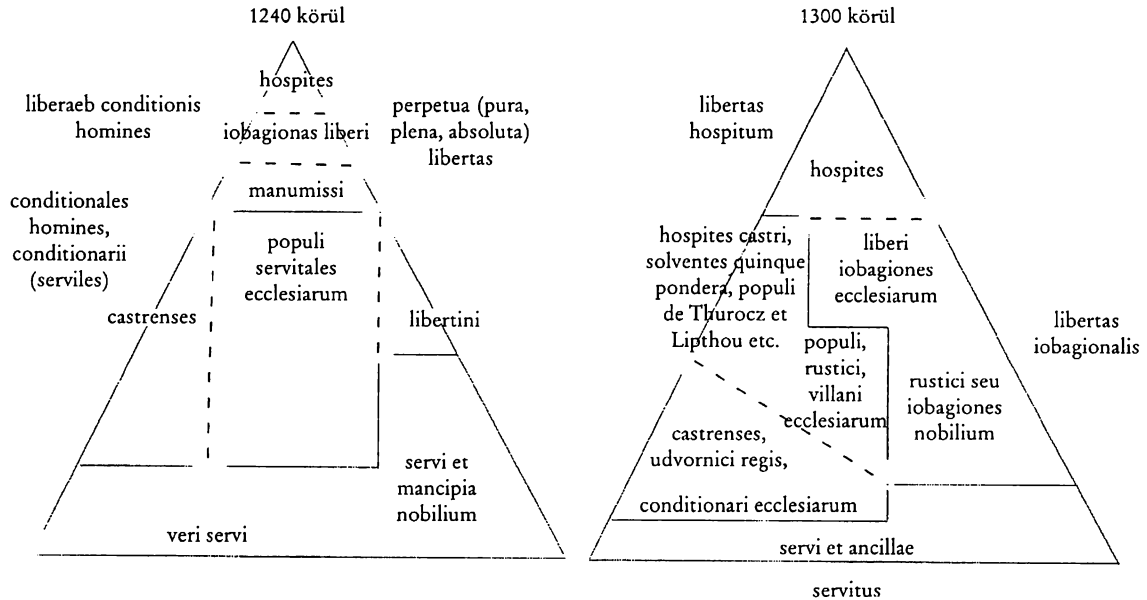 1240 körül
hospites
liberaeb conditionis
homines
iobagionas liberi
perpetua (pura,
plena, absoluta)
libertas
manumissi
conditionales
homines,
conditionarii
(serviles)
populi
servitales
ecclesiarum
castrenses
libertini
servi et
mancipia
nobilium
veri servi
1300 körül
libertas
hospitum
hospites
hospites castri,
solventes quinque
pondera, populi
de Thurocz et
Lipthou etc.
liberi
iobagiones
ecclesiarum
libertas
iobagionalis
populi,
rustici,
villani
ecclesiarum
rustici seu
iobagiones
nobilium
castrenses,
udvornici regis,
conditionari ecclesiarum
servi et ancillae
servitus